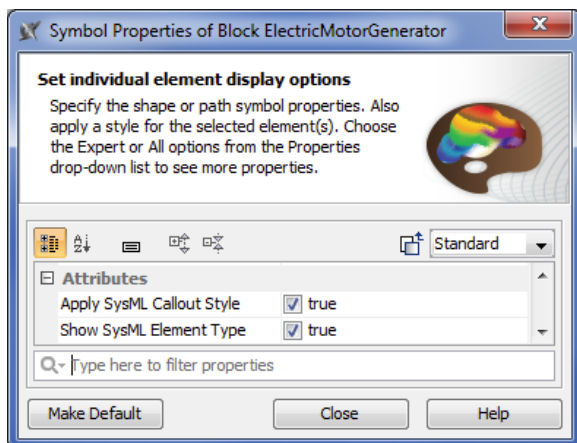 Symbol Properties of Block ElectricMotorGenerator
Set individual element display options
Specify the shape or path symbol properties. Also
apply a style for the selected element(s). Choose
the Expert or All options from the Properties
drop-down list to see more properties.
Standard
Attributes
Apply SysML Callout Style true
Show SysML Element Type true
Type here to filter properties
Make Default Close Help